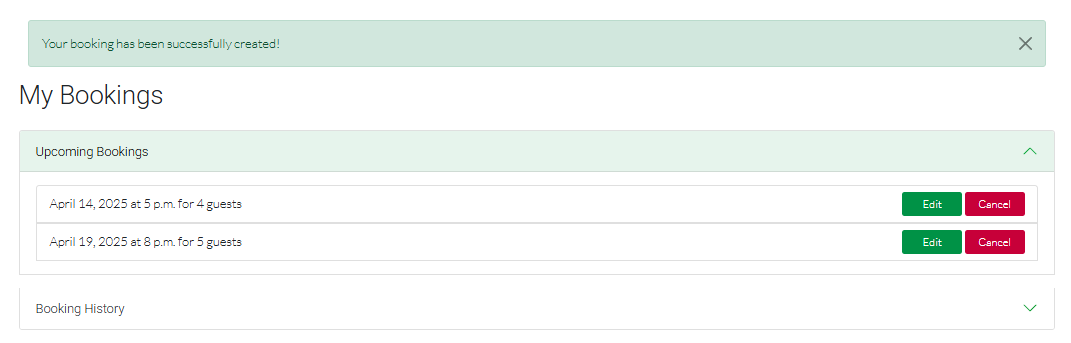 Your booking has been successfully created!
My Bookings
Upcoming Bookings
April 14, 2025 at 5 p.m. for 4 guests Edit Cancel
April 19, 2025 at 8 p.m. for 5 guests Edit Cancel
Booking History